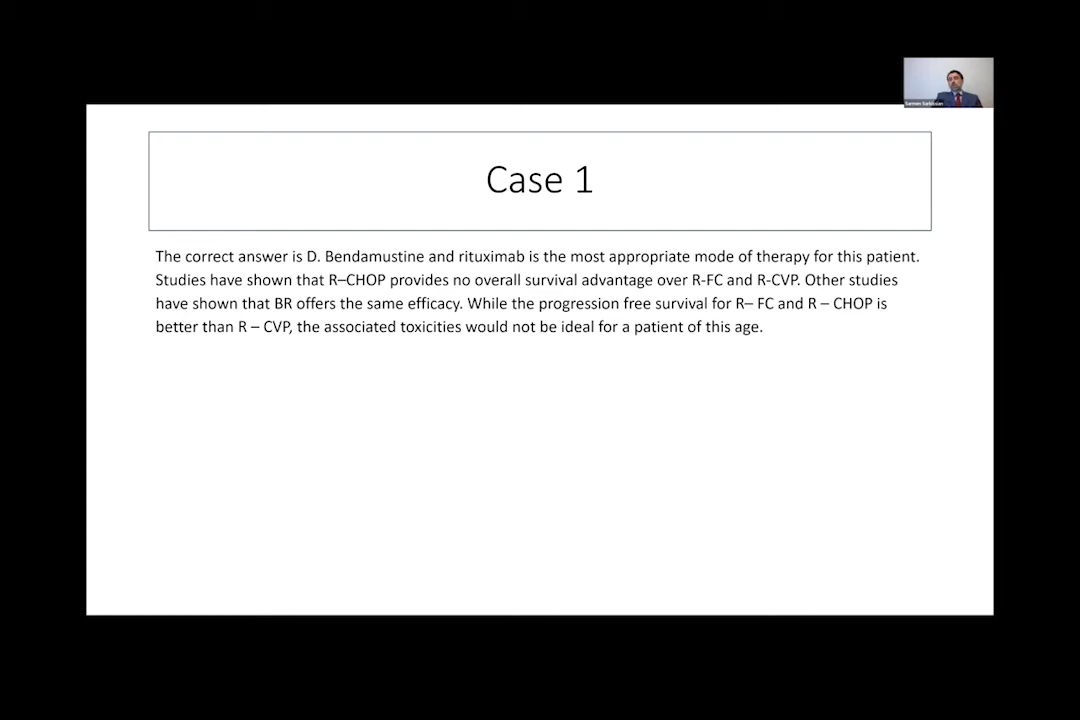 Case 1
The correct answer is D. Bendamustine and rituximab is the most appropriate mode of therapy for this patient.
Studies have shown that R–CHOP provides no overall survival advantage over R-FC and R-CVP. Other studies
have shown that BR offers the same efficacy. While the progression free survival for R– FC and R – CHOP is
better than R – CVP, the associated toxicities would not be ideal for a patient of this age.